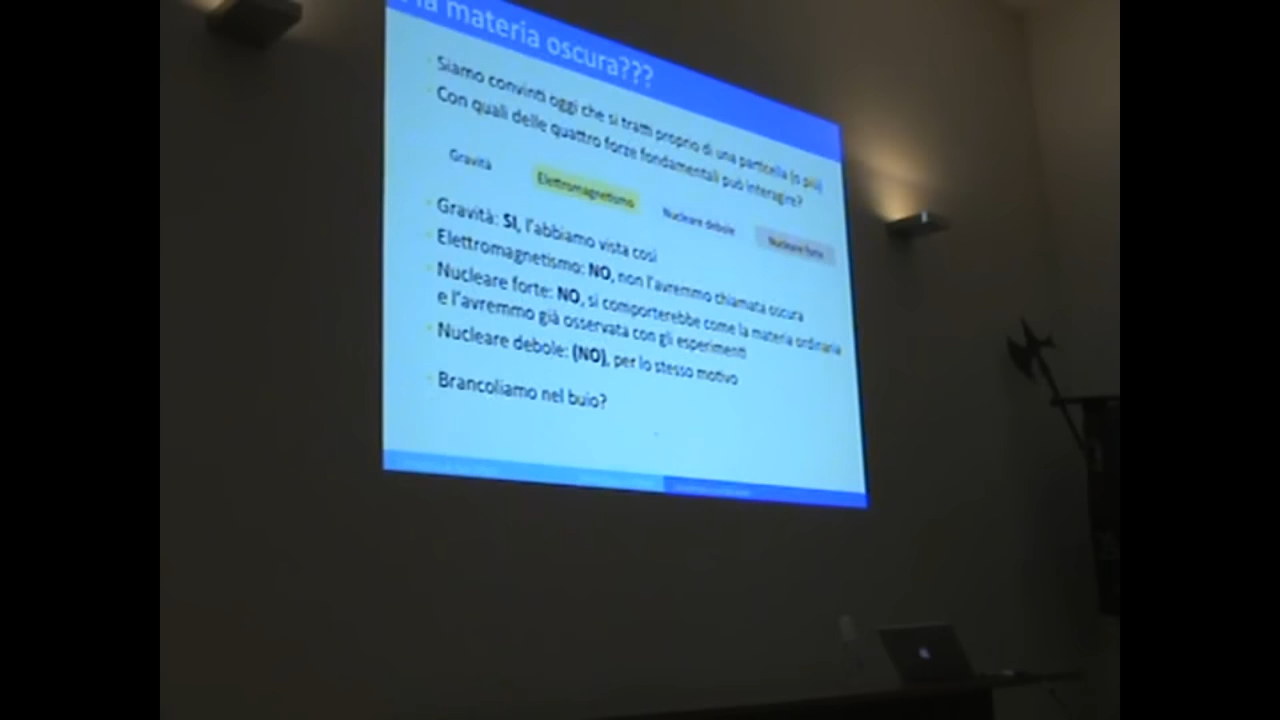 la materia oscura???
Siamo convinti oggi che si tratti proprio di una particella (o più)
Con quali delle quattro forze fondamentali può interagire?
Gravità
Elettromagnetismo
Nucleare debole
Nucleare forte
Gravità: SI, l'abbiamo vista così
Elettromagnetismo: NO, non l'avremmo chiamata oscura
Nucleare forte: NO, si comporterebbe come la materia ordinaria
e l'avremmo già osservata con gli esperimenti
Nucleare debole: (NO), per lo stesso motivo
Brancoliamo nel buio?